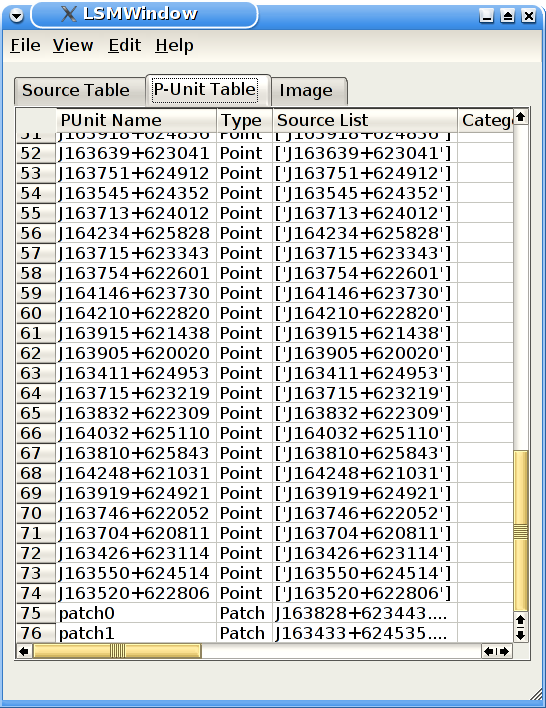 LSMWindow
File View Edit Help
Source Table P-Unit Table Image
PUnit Name Type Source List Categ
51 J163918+624836 Point ['J163918+624836']
52 J163639+623041 Point ['J163639+623041']
53 J163751+624912 Point ['J163751+624912']
54 J163545+624352 Point ['J163545+624352']
55 J163713+624012 Point ['J163713+624012']
56 J164234+625828 Point ['J164234+625828']
57 J163715+623343 Point ['J163715+623343']
58 J163754+622601 Point ['J163754+622601']
59 J164146+623730 Point ['J164146+623730']
60 J164210+622820 Point ['J164210+622820']
61 J163915+621438 Point ['J163915+621438']
62 J163905+620020 Point ['J163905+620020']
63 J163411+624953 Point ['J163411+624953']
64 J163715+623219 Point ['J163715+623219']
65 J163832+622309 Point ['J163832+622309']
66 J164032+625110 Point ['J164032+625110']
67 J163810+625843 Point ['J163810+625843']
68 J164248+621031 Point ['J164248+621031']
69 J163919+624921 Point ['J163919+624921']
70 J163746+622052 Point ['J163746+622052']
71 J163704+620811 Point ['J163704+620811']
72 J163426+623114 Point ['J163426+623114']
73 J163550+624514 Point ['J163550+624514']
74 J163520+622806 Point ['J163520+622806']
75 patch0 Patch J163828+623443....
76 patch1 Patch J163433+624535....